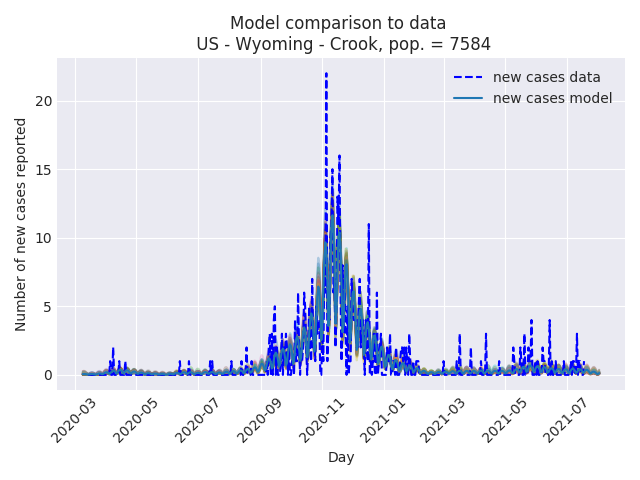 Model comparison to data
US - Wyoming - Crook, pop. = 7584
new cases data
new cases model
Number of new cases reported
20
15
10
5
0
2020-03
2020-05
2020-07
2020-09
2020-11
2021-01
2021-03
2021-05
2021-07
Day